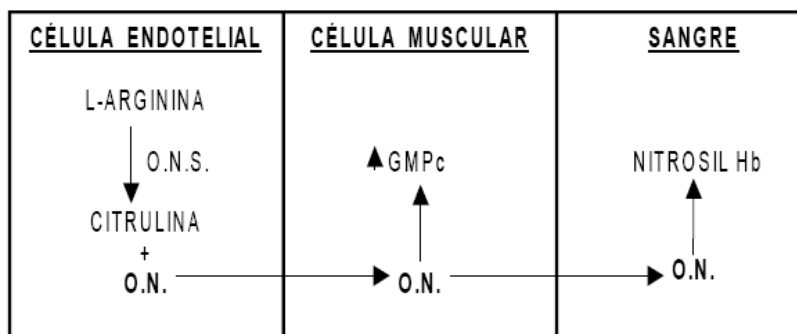 CÉLULA ENDOTELIAL
L-ARGININA
O.N.S.
CITRULINA
+
O.N.
CÉLULA MUSCULAR
GMPc
O.N.
SANGRE
NITROSIL Hb
O.N.